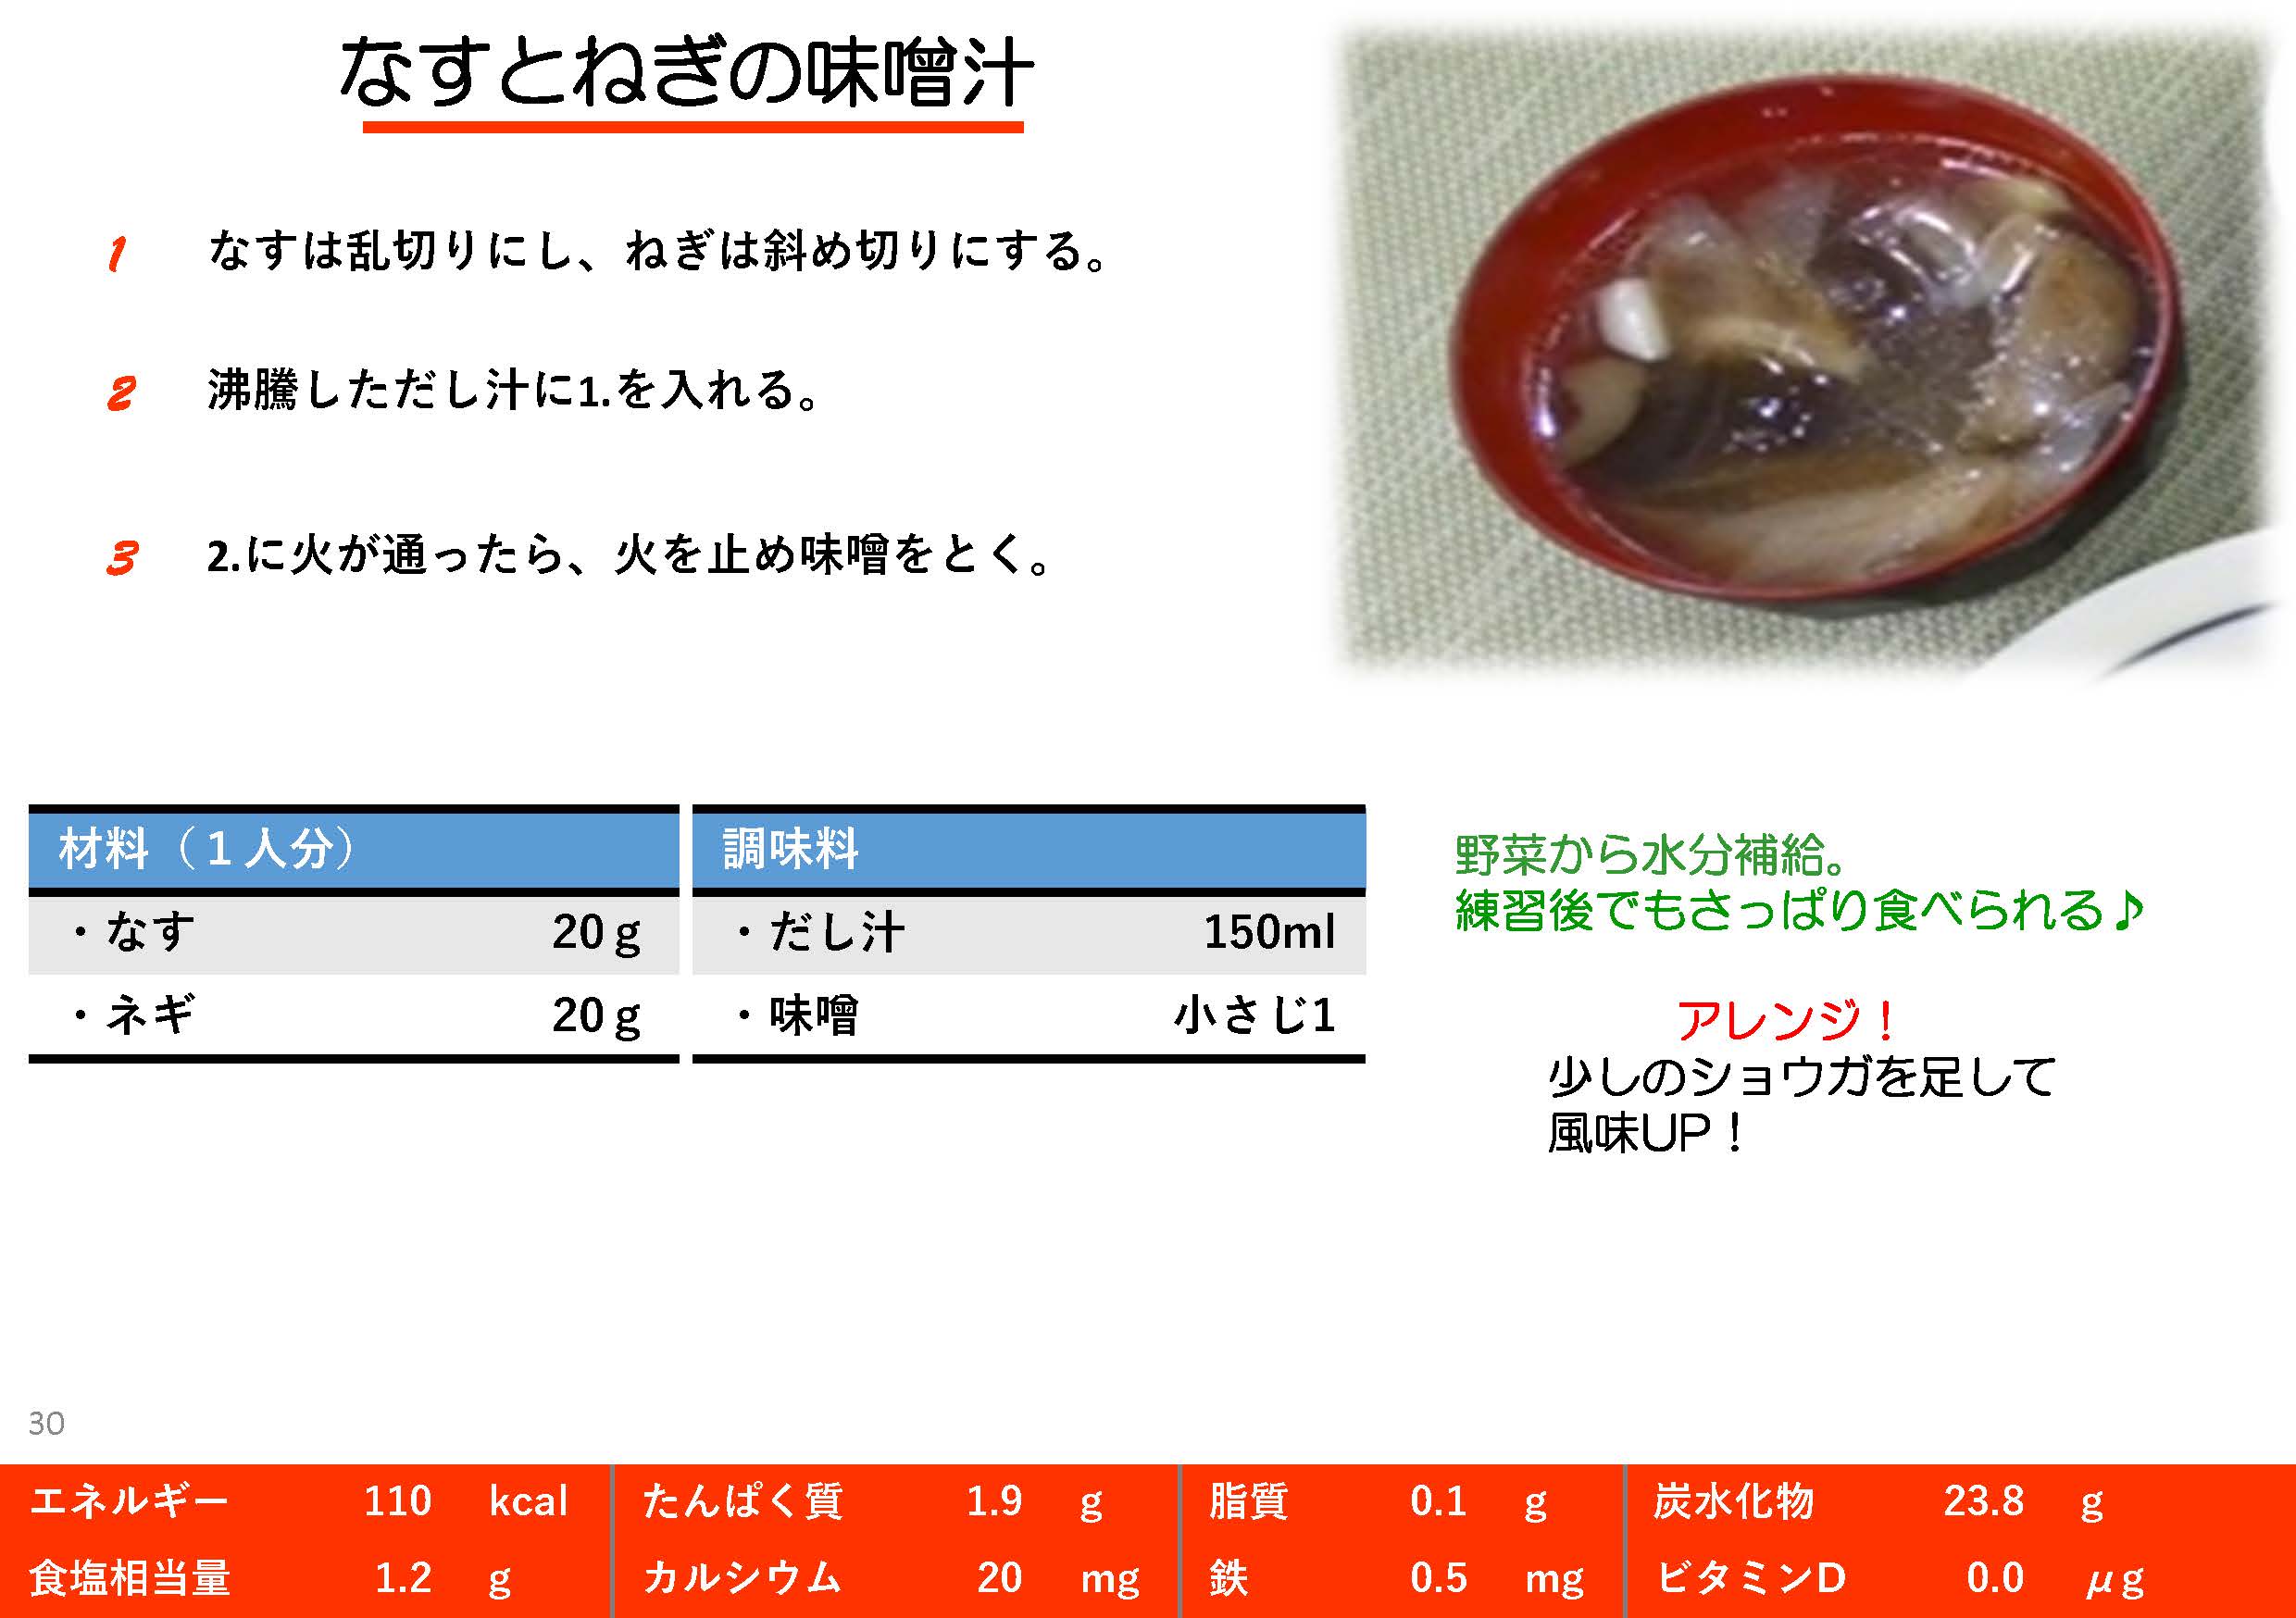 なすとねぎの味噌汁
1 なすは乱切りにし、ねぎは斜め切りにする。
2 沸騰しただし汁に1.を入れる。
3 2.に火が通ったら、火を止め味噌をとく。
材料（１人分）
・なす 20ｇ
・ネギ 20ｇ
調味料
・だし汁 150ml
・味噌 小さじ1
野菜から水分補給。
練習後でもさっぱり食べられる♪
アレンジ！
少しのショウガを足して
風味UP！
30
エネルギー 110 kcal たんぱく質 1.9 g 脂質 0.1 g 炭水化物 23.8 g
食塩相当量 1.2 g カルシウム 20 mg 鉄 0.5 mg ビタミンD 0.0 μg